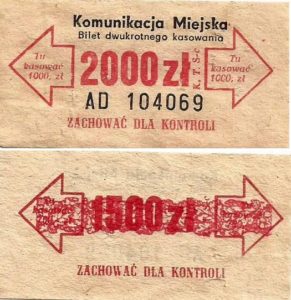 Komunikacja Miejska
Bilet dwukrotnego kasowania
Tu
kasować
1000, zł
2000 zł
K.T.S-c
Tu
kasować
1000, zł
AD 104069
ZACHOWAĆ DLA KONTROLI
1500 zł
ZACHOWAĆ DLA KONTROLI